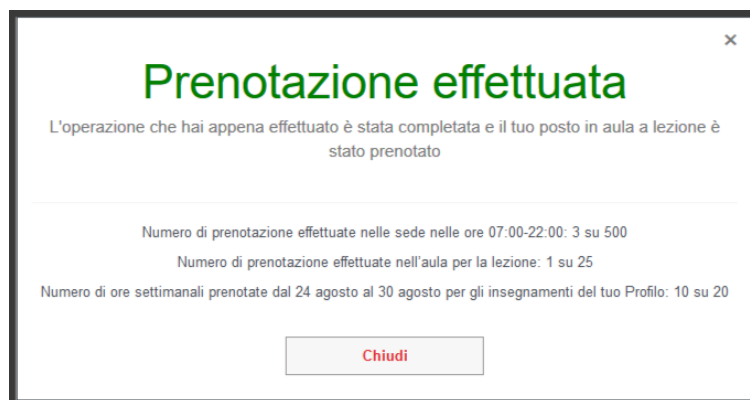 ×
Prenotazione effettuata
L'operazione che hai appena effettuato è stata completata e il tuo posto in aula a lezione è
stato prenotato
Numero di prenotazione effettuate nelle sede nelle ore 07:00-22:00: 3 su 500
Numero di prenotazione effettuate nell'aula per la lezione: 1 su 25
Numero di ore settimanali prenotate dal 24 agosto al 30 agosto per gli insegnamenti del tuo Profilo: 10 su 20
Chiudi